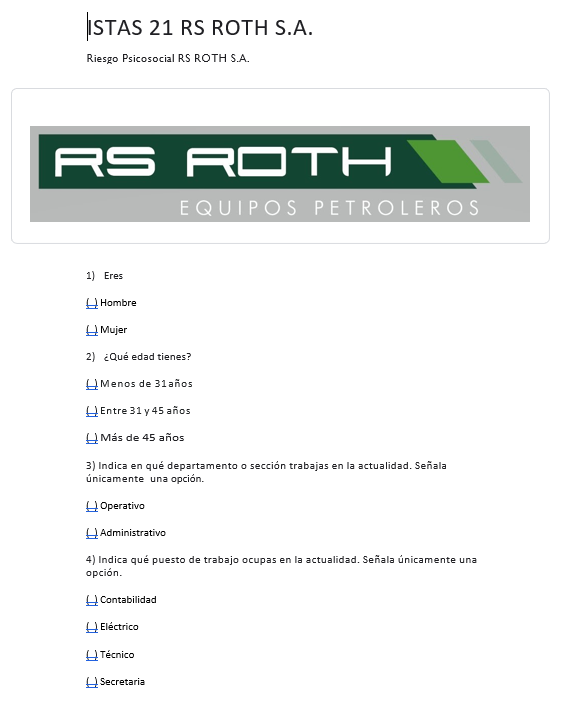 ISTAS 21 RS ROTH S.A.
Riesgo Psicosocial RS ROTH S.A.
RS ROTH
EQUIPOS PETROLEROS
1) Eres
(_) Hombre
(_) Mujer
2) ¿Qué edad tienes?
(_) Menos de 31años
(_) Entre 31 y 45 años
(_) Más de 45 años
3) Indica en qué departamento o sección trabajas en la actualidad. Señala
únicamente una opción.
(_) Operativo
(_) Administrativo
4) Indica qué puesto de trabajo ocupas en la actualidad. Señala únicamente una
opción.
(_) Contabilidad
(_) Eléctrico
(_) Técnico
(_) Secretaria